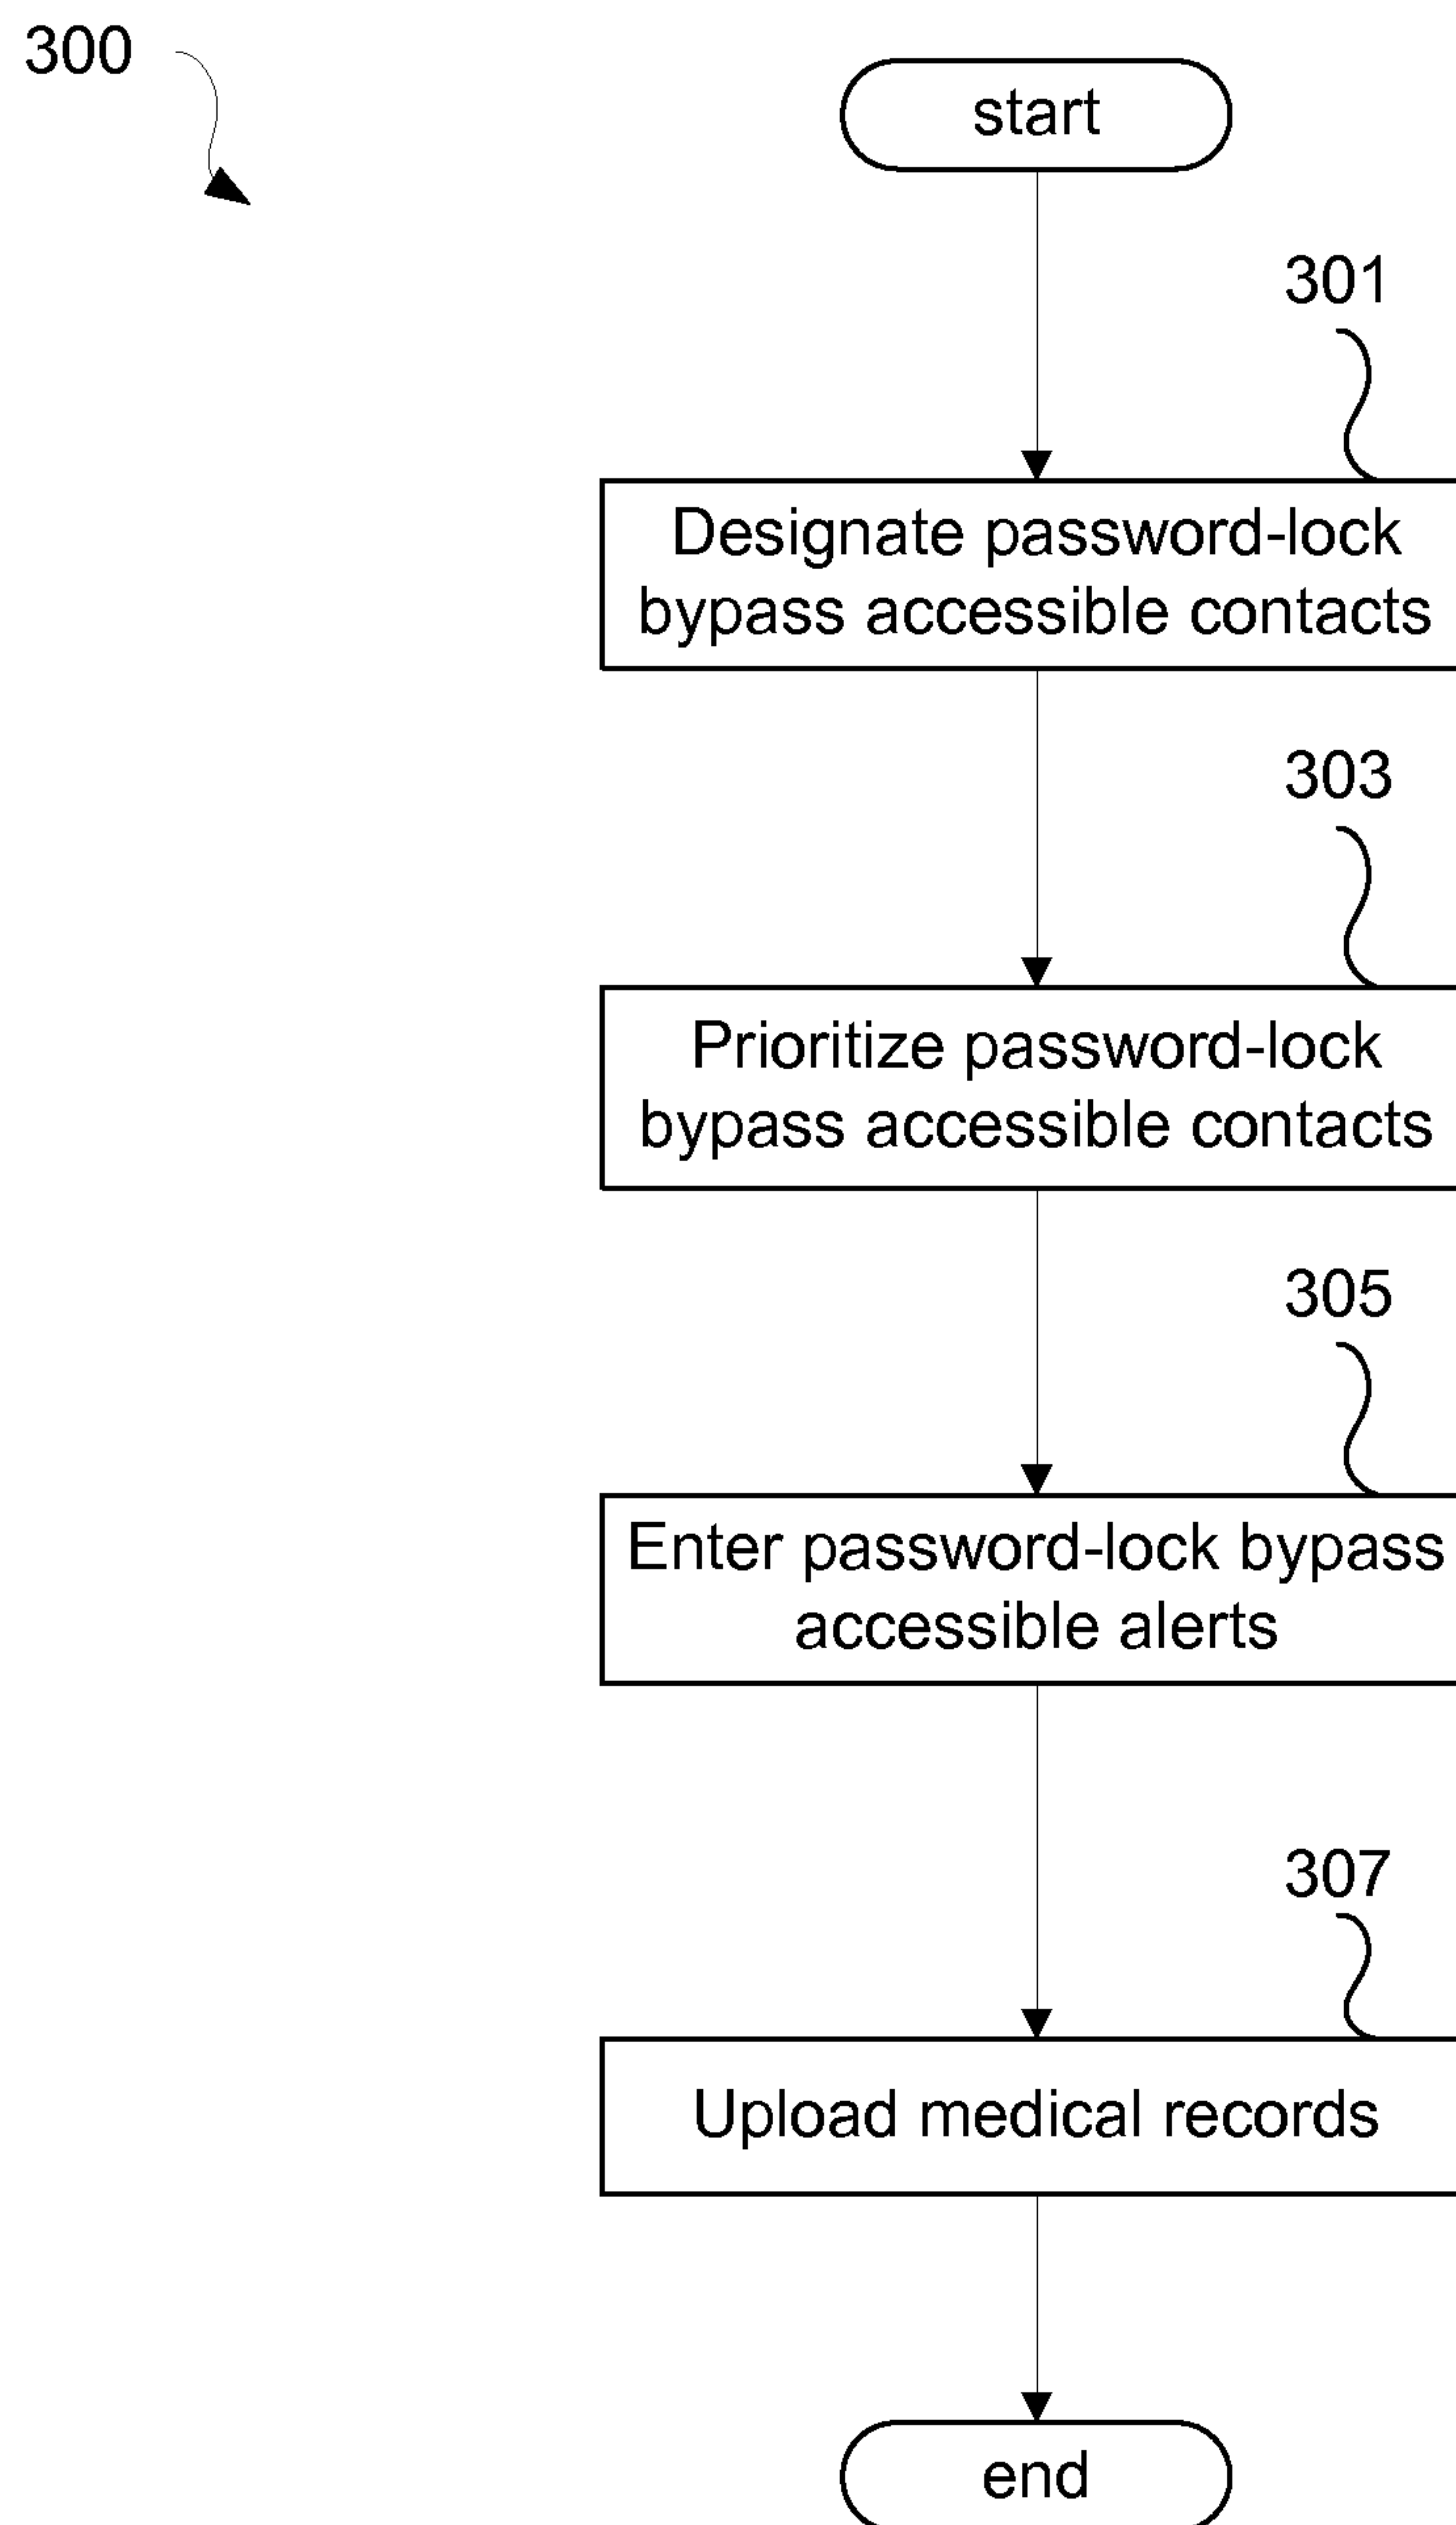 300
start
301
Designate password-lock
bypass accessible contacts
303
Prioritize password-lock
bypass accessible contacts
305
Enter password-lock bypass
accessible alerts
307
Upload medical records
end